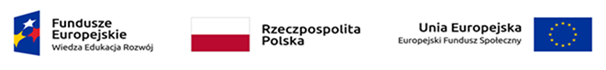 Fundusze
Europejskie
Wiedza Edukacja Rozwój
Rzeczpospolita
Polska
Unia Europejska
Europejski Fundusz Społeczny